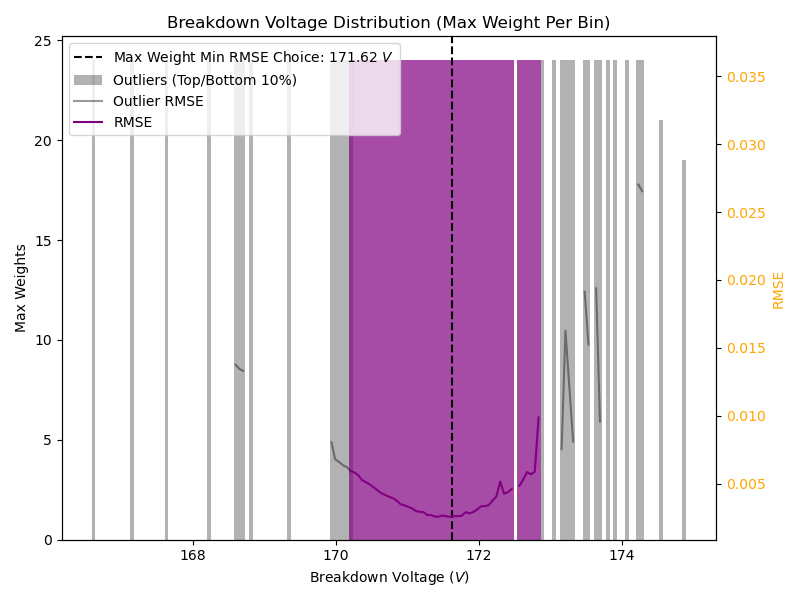 Breakdown Voltage Distribution (Max Weight Per Bin)
Max Weight Min RMSE Choice: 171.62 V
Outliers (Top/Bottom 10%)
Outlier RMSE
RMSE
Max Weights
25
20
15
10
5
0
168
170
172
174
Breakdown Voltage (V)
0.035
0.030
0.025
0.020
0.015
0.010
0.005
RMSE